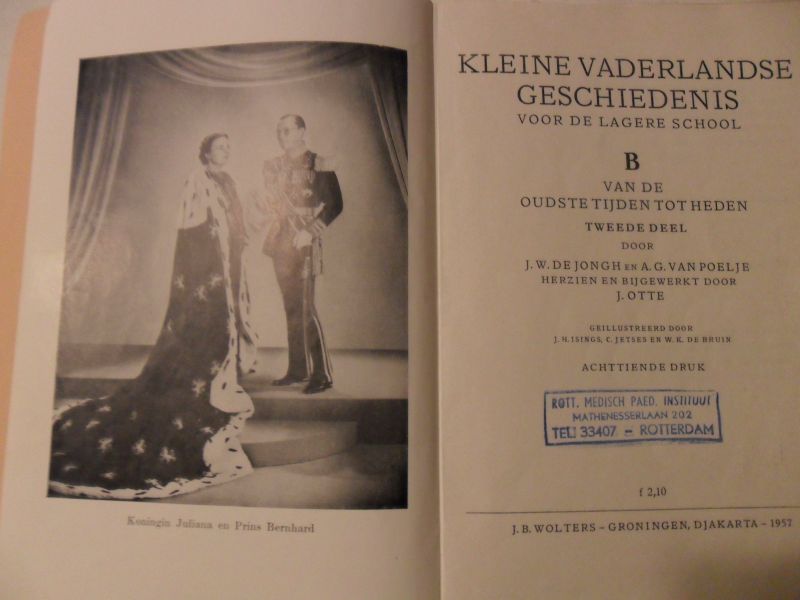 Koningin Juliana en Prins Bernhard
KLEINE VADERLANDSE
GESCHIEDENIS
VOOR DE LAGERE SCHOOL
B
VAN DE
OUDSTE TIJDEN TOT HEDEN
TWEEDE DEEL
DOOR
J. W. DE JONGH EN A. G. VAN POELJE
HERZIEN EN BIJGEWERKT DOOR
J. OTTE
GEILLUSTREERD DOOR
J. H. ISINGS, C. JETSES EN W. K. DE BRUIN
ACHTTIENDE DRUK
ROTT. MEDISCH PAED. INSTITUUT
MATHENESSERLAAN 202
TEL: 33407 – ROTTERDAM
f 2,10
J. B. WOLTERS – GRONINGEN, DJAKARTA – 1957